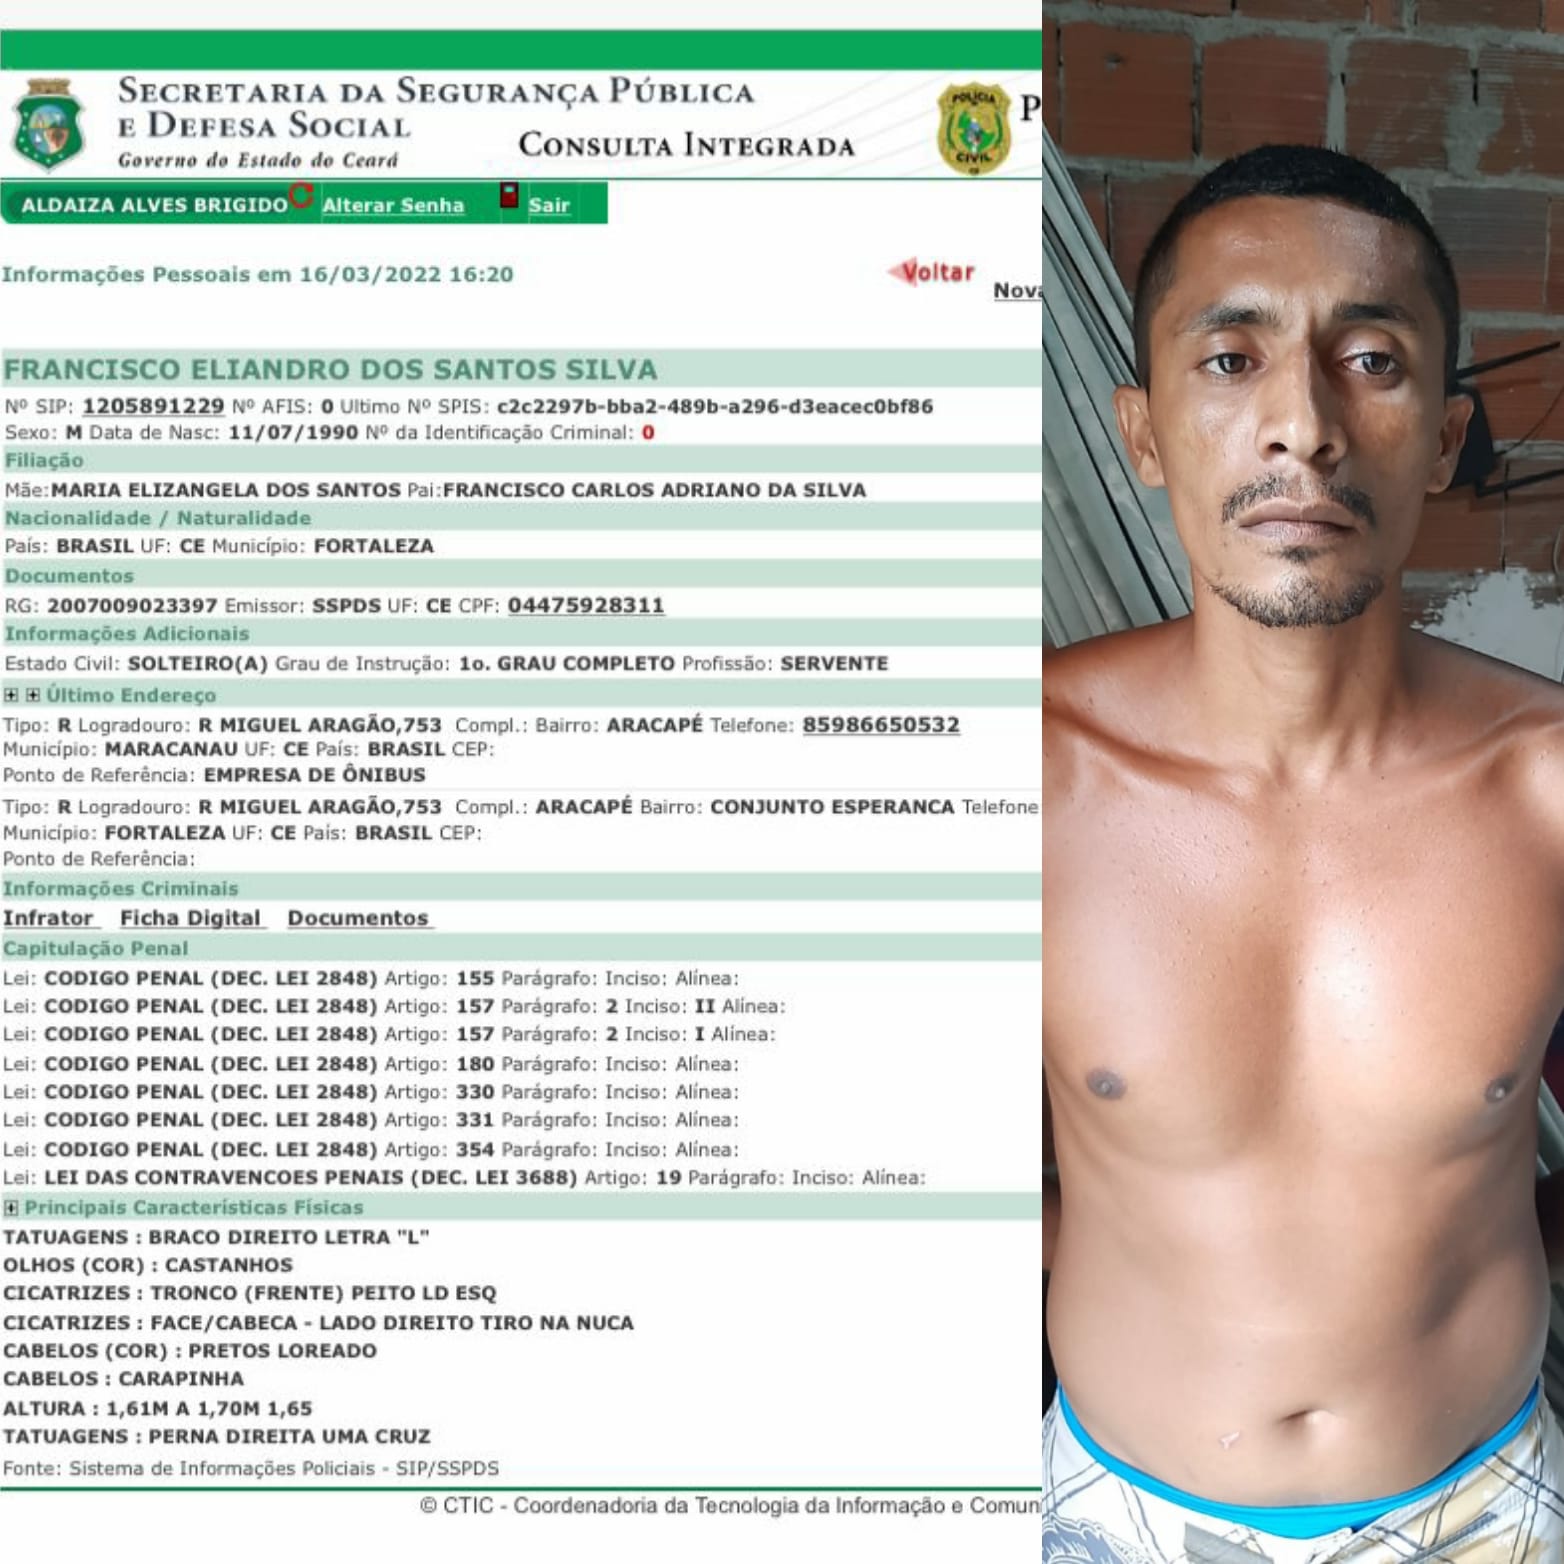 SECRETARIA DA SEGURANÇA PÚBLICA
E DEFESA SOCIAL
Governo do Estado do Ceará
CONSULTA INTEGRADA
POLICIA
CIVIL
P
ALDAIZA ALVES BRIGIDO Alterar Senha Sair
Informações Pessoais em 16/03/2022 16:20
Voltar
Nova
FRANCISCO ELIANDRO DOS SANTOS SILVA
Nº SIP: 1205891229 Nº AFIS: 0 Ultimo Nº SPIS: c2c2297b-bba2-489b-a296-d3eacec0bf86
Sexo: M Data de Nasc: 11/07/1990 Nº da Identificação Criminal: 0
Filiação
Mãe:MARIA ELIZANGELA DOS SANTOS Pai:FRANCISCO CARLOS ADRIANO DA SILVA
Nacionalidade / Naturalidade
País: BRASIL UF: CE Município: FORTALEZA
Documentos
RG: 2007009023397 Emissor: SSPDS UF: CE CPF: 04475928311
Informações Adicionais
Estado Civil: SOLTEIRO(A) Grau de Instrução: 1o. GRAU COMPLETO Profissão: SERVENTE
Último Endereço
Tipo: R Logradouro: R MIGUEL ARAGÃO,753 Compl.: Bairro: ARACAPÉ Telefone: 85986650532
Município: MARACANAU UF: CE País: BRASIL CEP:
Ponto de Referência: EMPRESA DE ÔNIBUS
Tipo: R Logradouro: R MIGUEL ARAGÃO,753 Compl.: ARACAPÉ Bairro: CONJUNTO ESPERANCA Telefone
Município: FORTALEZA UF: CE País: BRASIL CEP:
Ponto de Referência:
Informações Criminais
Infrator Ficha Digital Documentos
Capitulação Penal
Lei: CODIGO PENAL (DEC. LEI 2848) Artigo: 155 Parágrafo: Inciso: Alínea:
Lei: CODIGO PENAL (DEC. LEI 2848) Artigo: 157 Parágrafo: 2 Inciso: II Alínea:
Lei: CODIGO PENAL (DEC. LEI 2848) Artigo: 157 Parágrafo: 2 Inciso: I Alínea:
Lei: CODIGO PENAL (DEC. LEI 2848) Artigo: 180 Parágrafo: Inciso: Alínea:
Lei: CODIGO PENAL (DEC. LEI 2848) Artigo: 330 Parágrafo: Inciso: Alínea:
Lei: CODIGO PENAL (DEC. LEI 2848) Artigo: 331 Parágrafo: Inciso: Alínea:
Lei: CODIGO PENAL (DEC. LEI 2848) Artigo: 354 Parágrafo: Inciso: Alínea:
Lei: LEI DAS CONTRAVENCOES PENAIS (DEC. LEI 3688) Artigo: 19 Parágrafo: Inciso: Alínea:
Principais Características Físicas
TATUAGENS : BRACO DIREITO LETRA "L"
OLHOS (COR) : CASTANHOS
CICATRIZES : TRONCO (FRENTE) PEITO LD ESQ
CICATRIZES : FACE/CABECA - LADO DIREITO TIRO NA NUCA
CABELOS (COR) : PRETOS LOREADO
CABELOS : CARAPINHA
ALTURA : 1,61M A 1,70M 1,65
TATUAGENS : PERNA DIREITA UMA CRUZ
Fonte: Sistema de Informações Policiais - SIP/SSPDS
© CTIC - Coordenadoria da Tecnologia da Informação e Comun